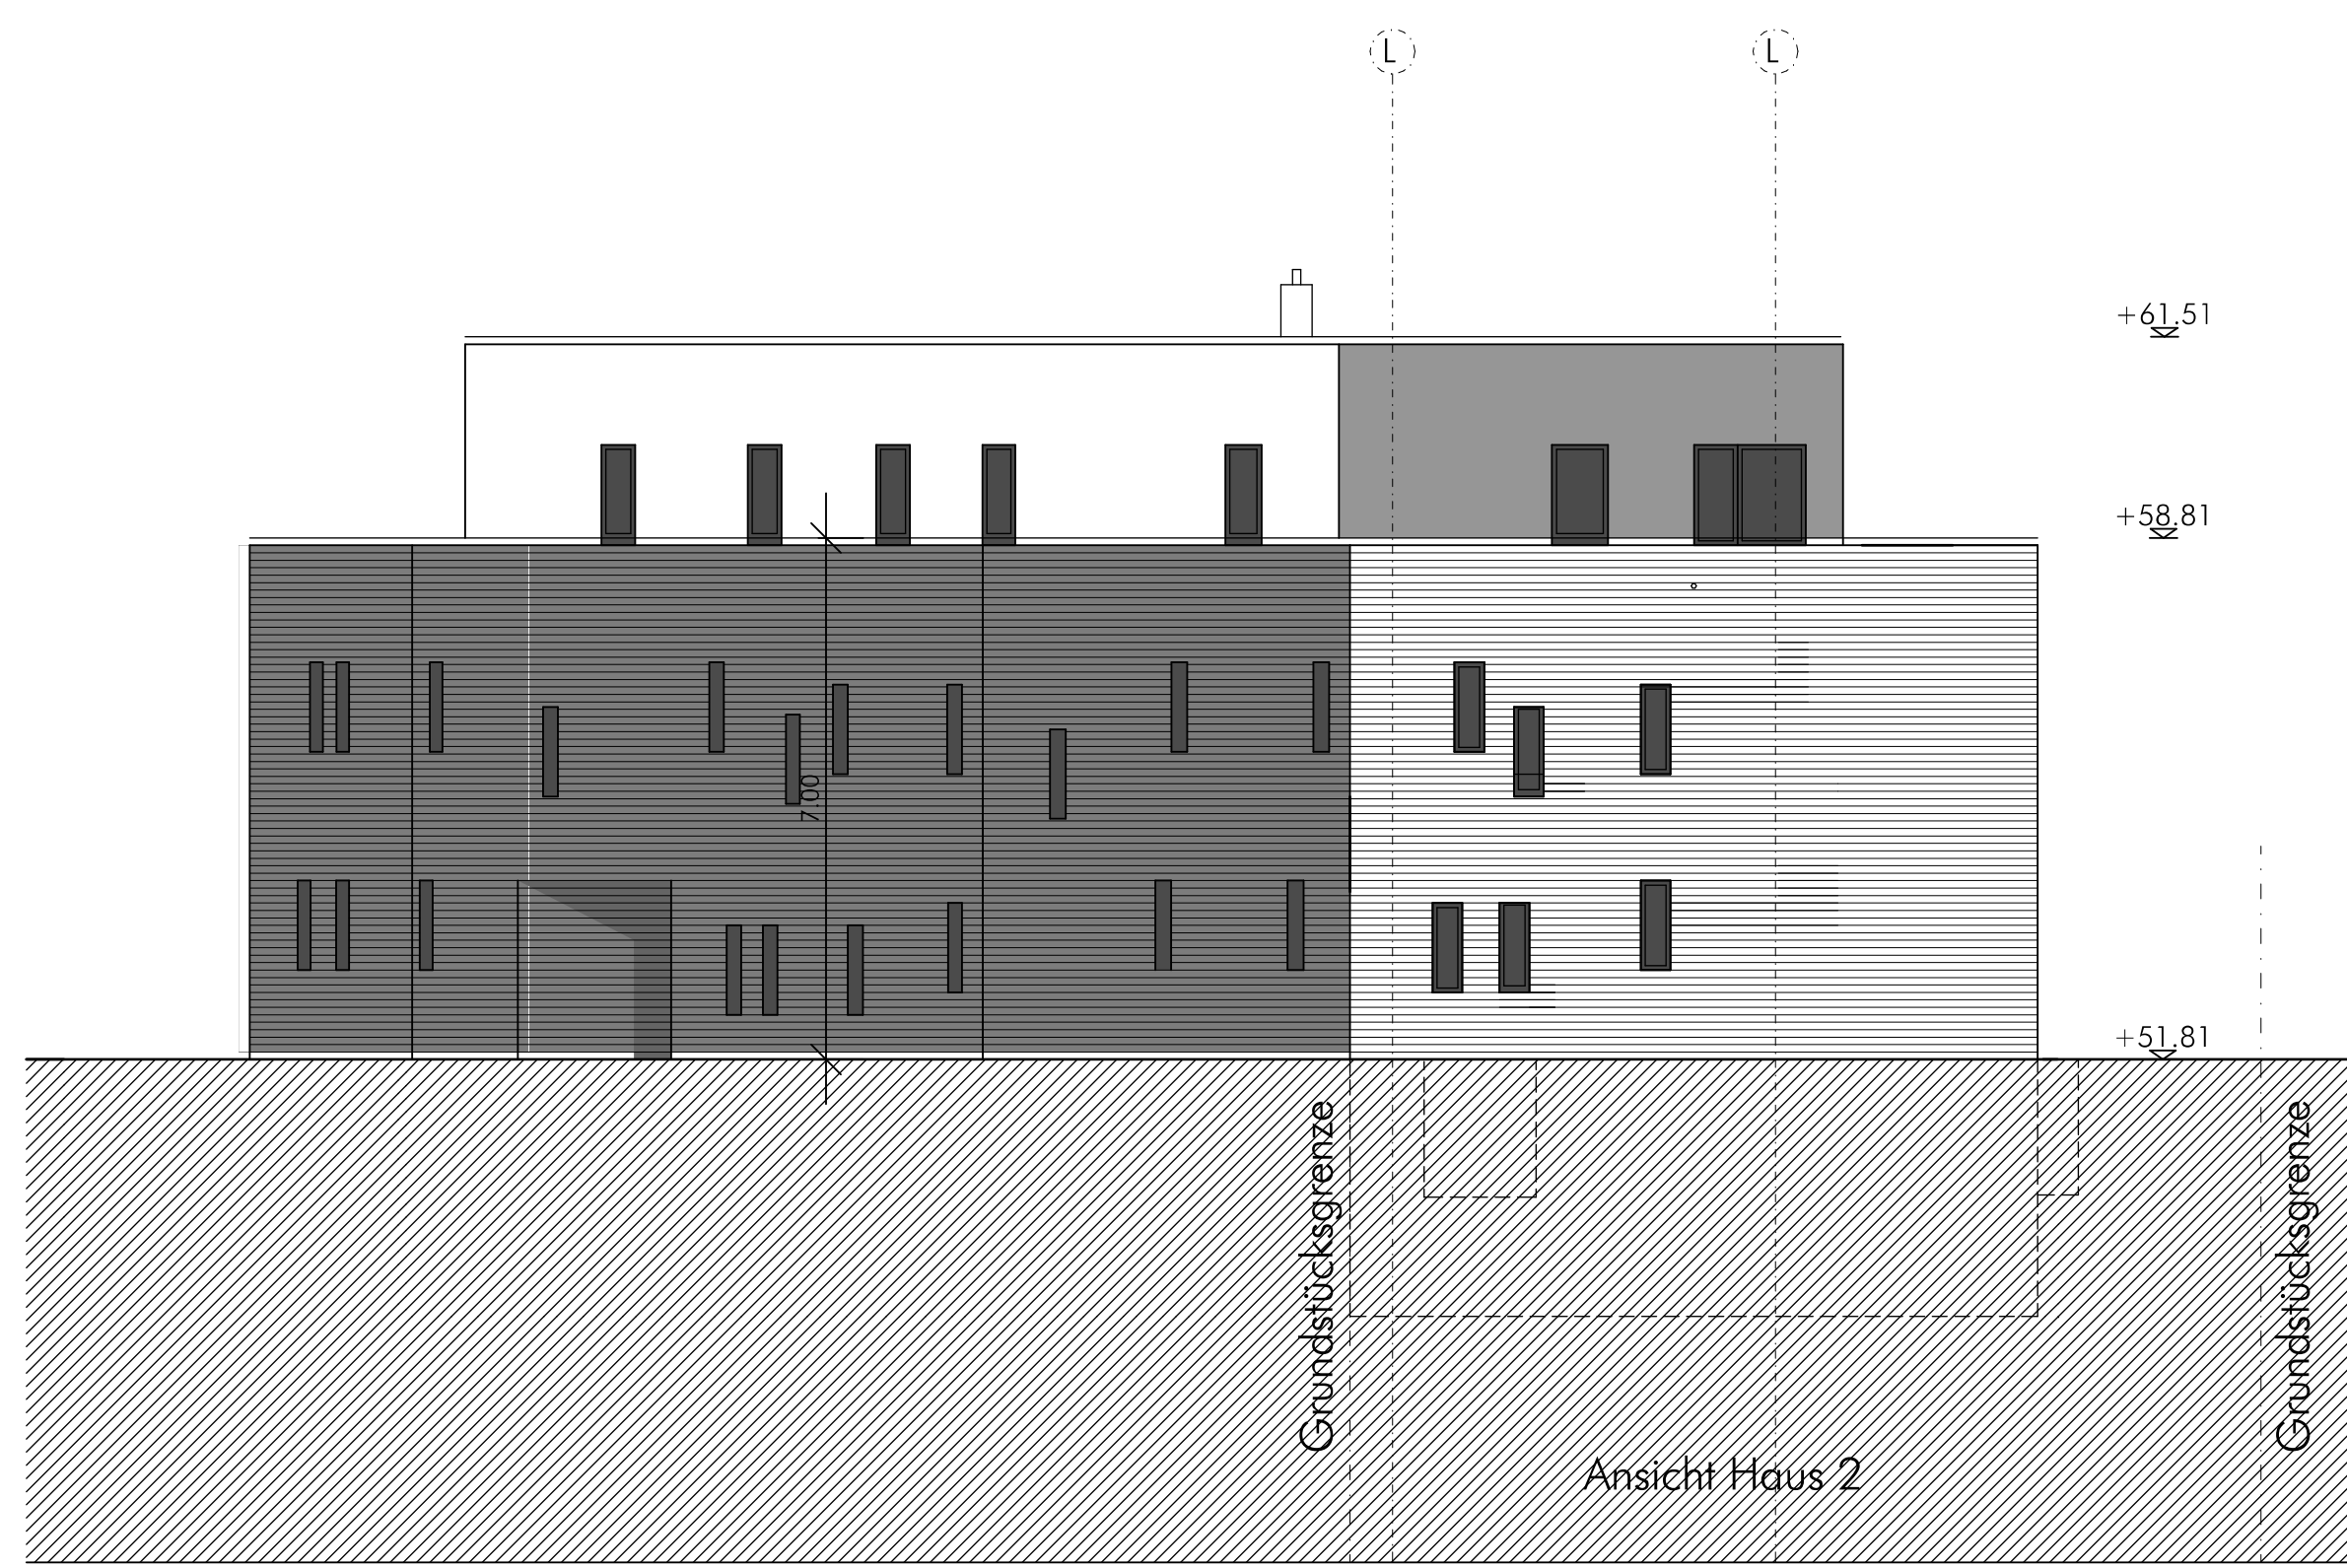 L
L
+61.51
+58.81
7.00
+51.81
Grundstücksgrenze
Grundstücksgrenze
Ansicht Haus 2